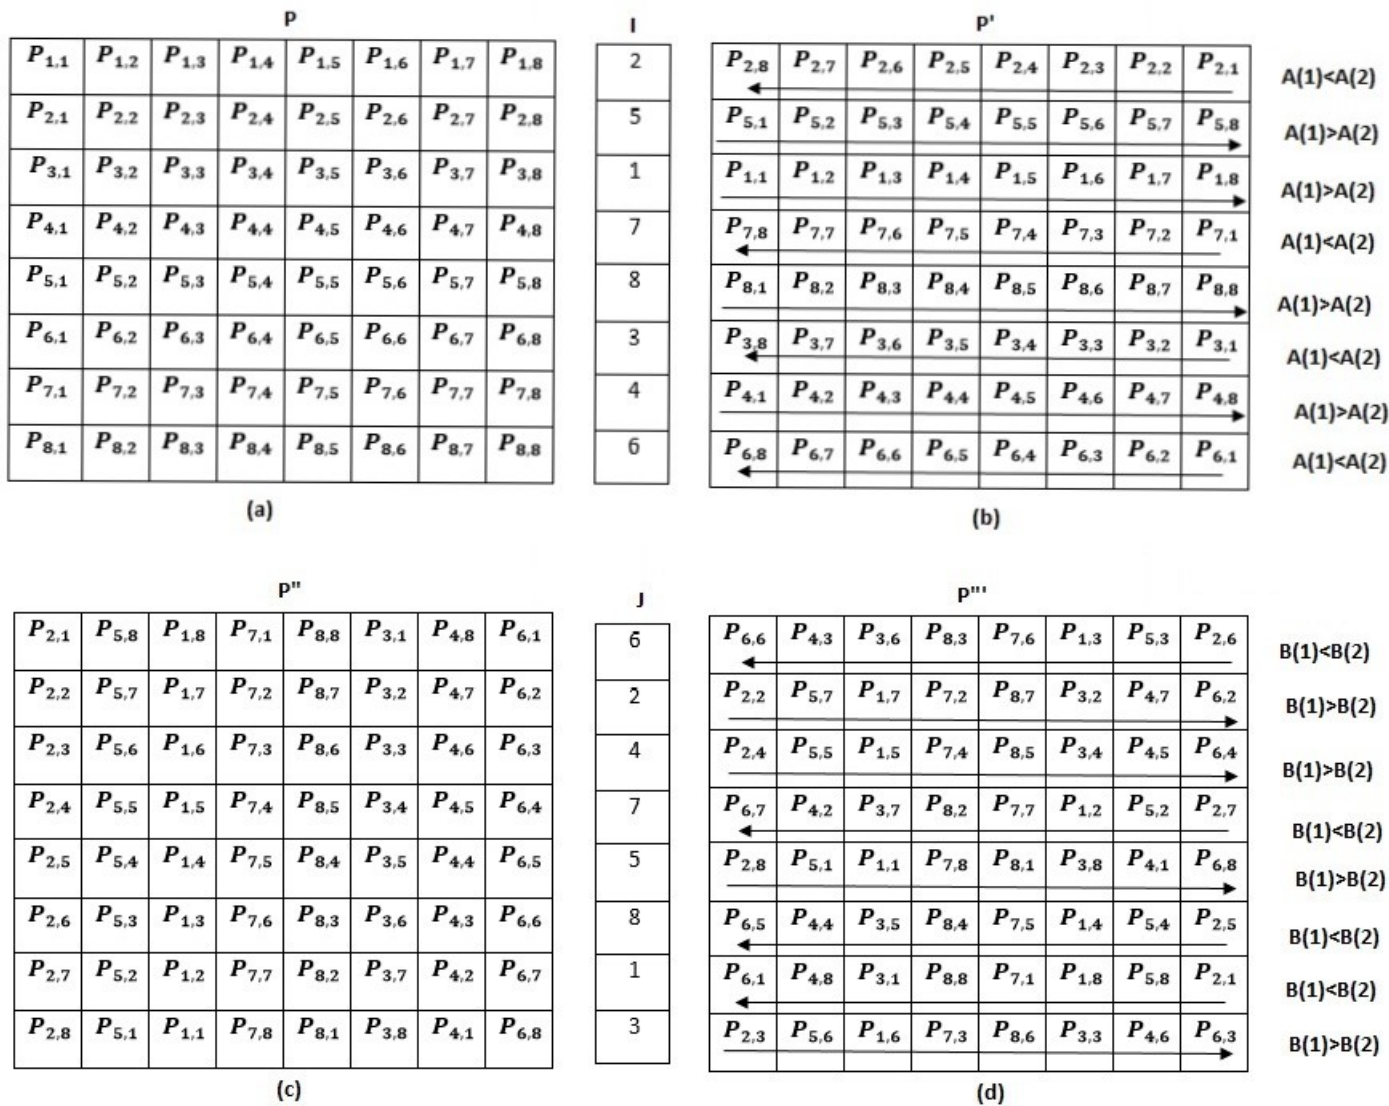 P I P'
P1,1 P1,2 P1,3 P1,4 P1,5 P1,6 P1,7 P1,8 2 P2,8 P2,7 P2,6 P2,5 P2,4 P2,3 P2,2 P2,1 A(1)<A(2)
P2,1 P2,2 P2,3 P2,4 P2,5 P2,6 P2,7 P2,8 5 P5,1 P5,2 P5,3 P5,4 P5,5 P5,6 P5,7 P5,8 A(1)>A(2)
P3,1 P3,2 P3,3 P3,4 P3,5 P3,6 P3,7 P3,8 1 P1,1 P1,2 P1,3 P1,4 P1,5 P1,6 P1,7 P1,8 A(1)>A(2)
P4,1 P4,2 P4,3 P4,4 P4,5 P4,6 P4,7 P4,8 7 P7,8 P7,7 P7,6 P7,5 P7,4 P7,3 P7,2 P7,1 A(1)<A(2)
P5,1 P5,2 P5,3 P5,4 P5,5 P5,6 P5,7 P5,8 8 P8,1 P8,2 P8,3 P8,4 P8,5 P8,6 P8,7 P8,8 A(1)>A(2)
P6,1 P6,2 P6,3 P6,4 P6,5 P6,6 P6,7 P6,8 3 P3,8 P3,7 P3,6 P3,5 P3,4 P3,3 P3,2 P3,1 A(1)<A(2)
P7,1 P7,2 P7,3 P7,4 P7,5 P7,6 P7,7 P7,8 4 P4,1 P4,2 P4,3 P4,4 P4,5 P4,6 P4,7 P4,8 A(1)>A(2)
P8,1 P8,2 P8,3 P8,4 P8,5 P8,6 P8,7 P8,8 6 P6,8 P6,7 P6,6 P6,5 P6,4 P6,3 P6,2 P6,1 A(1)<A(2)
(a) (b)
P" J P"'
P2,1 P5,8 P1,8 P7,1 P8,8 P3,1 P4,8 P6,1 6 P6,6 P4,3 P3,6 P8,3 P7,6 P1,3 P5,3 P2,6 B(1)<B(2)
P2,2 P5,7 P1,7 P7,2 P8,7 P3,2 P4,7 P6,2 2 P2,2 P5,7 P1,7 P7,2 P8,7 P3,2 P4,7 P6,2 B(1)>B(2)
P2,3 P5,6 P1,6 P7,3 P8,6 P3,3 P4,6 P6,3 4 P2,4 P5,5 P1,5 P7,4 P8,5 P3,4 P4,5 P6,4 B(1)>B(2)
P2,4 P5,5 P1,5 P7,4 P8,5 P3,4 P4,5 P6,4 7 P6,7 P4,2 P3,7 P8,2 P7,7 P1,2 P5,2 P2,7 B(1)<B(2)
P2,5 P5,4 P1,4 P7,5 P8,4 P3,5 P4,4 P6,5 5 P2,8 P5,1 P1,1 P7,8 P8,1 P3,8 P4,1 P6,8 B(1)>B(2)
P2,6 P5,3 P1,3 P7,6 P8,3 P3,6 P4,3 P6,6 8 P6,5 P4,4 P3,5 P8,4 P7,5 P1,4 P5,4 P2,5 B(1)<B(2)
P2,7 P5,2 P1,2 P7,7 P8,2 P3,7 P4,2 P6,7 1 P6,1 P4,8 P3,1 P8,8 P7,1 P1,8 P5,8 P2,1 B(1)<B(2)
P2,8 P5,1 P1,1 P7,8 P8,1 P3,8 P4,1 P6,8 3 P2,3 P5,6 P1,6 P7,3 P8,6 P3,3 P4,6 P6,3 B(1)>B(2)
(c) (d)